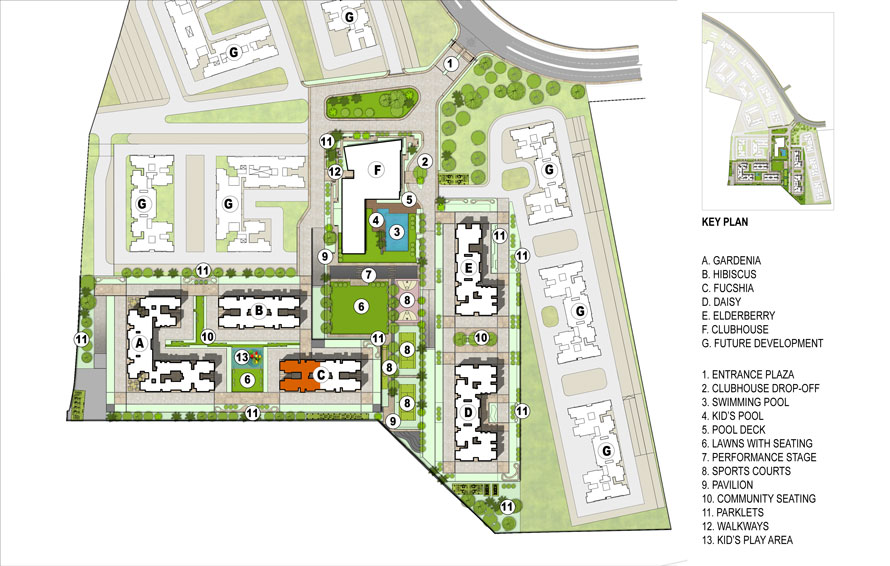 G
G
1
11
2
F
12
G
G
G
5
4
3
E
11
9
11
7
11
8
6
G
B
A
11
10
10
8
11
13
C
8
6
8
D
11
11
9
G
11
KEY PLAN
A. GARDENIA
B. HIBISCUS
C. FUCSHIA
D. DAISY
E. ELDERBERRY
F. CLUBHOUSE
G. FUTURE DEVELOPMENT
1. ENTRANCE PLAZA
2. CLUBHOUSE DROP-OFF
3. SWIMMING POOL
4. KID'S POOL
5. POOL DECK
6. LAWNS WITH SEATING
7. PERFORMANCE STAGE
8. SPORTS COURTS
9. PAVILION
10. COMMUNITY SEATING
11. PARKLETS
12. WALKWAYS
13. KID'S PLAY AREA